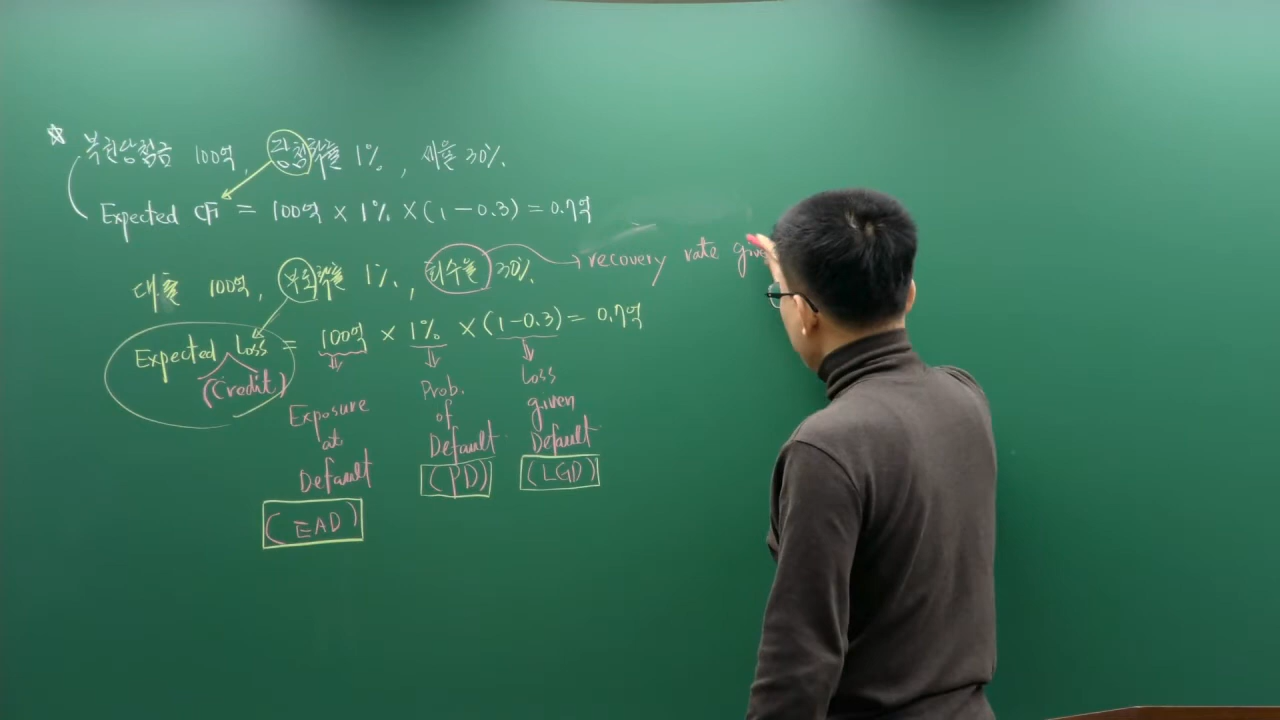 ☆ 복권당첨금 100억, 당첨확률 1%, 세율 30%.
Expected CF = 100억 × 1% × (1 - 0.3) = 0.7억
대출 100억, 부도확률 1%, 회수율 30%. → recovery rate give
Expected Loss = 100억 × 1% × (1-0.3) = 0.7억
(Credit)
Exposure
at
Default
(EAD)
Prob.
of
Default
(PD)
Loss
given
Default
(LGD)